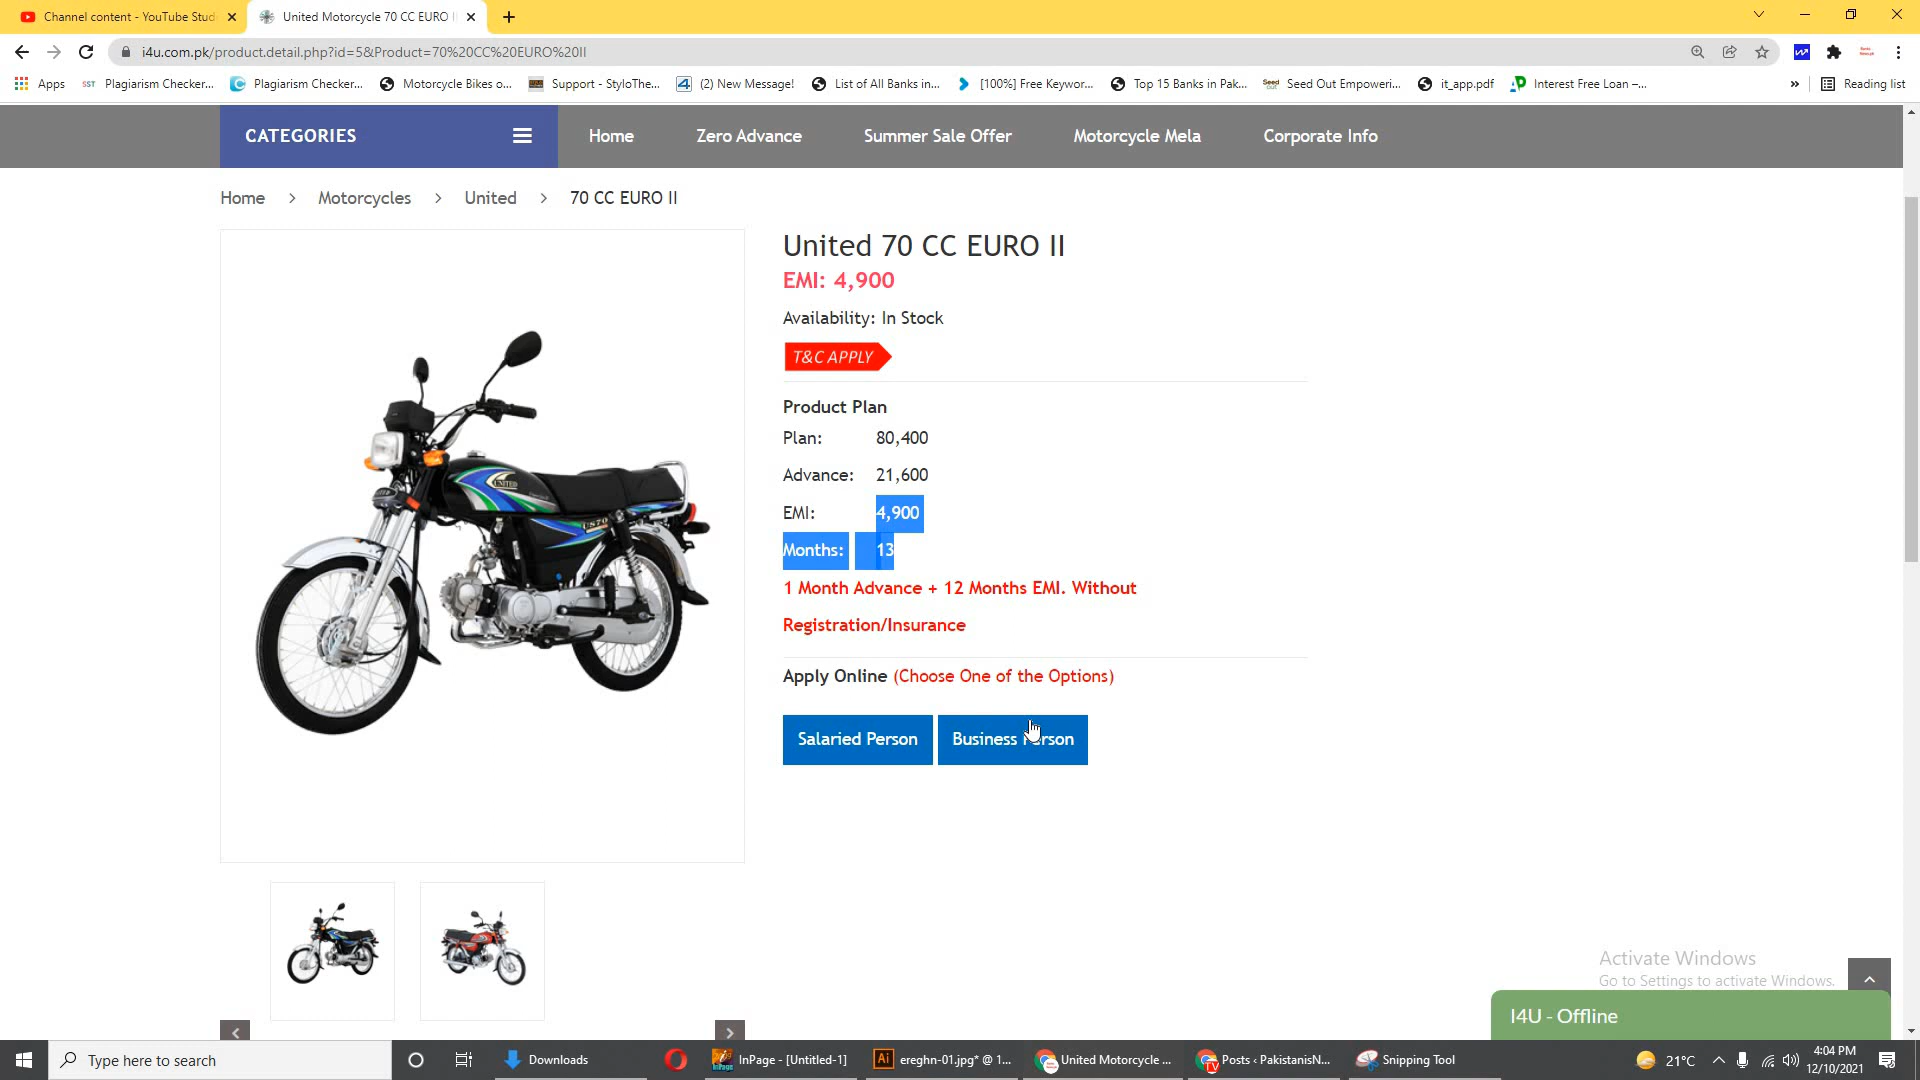 Channel content - YouTube Stud
United Motorcycle 70 CC EURO I
i4u.com.pk/product.detail.php?id=5&Product=70%20CC%20EURO%20II
Apps
SST Plagiarism Checker...
Plagiarism Checker...
Motorcycle Bikes o...
Support - StyloThe...
(2) New Message!
List of All Banks in...
[100%] Free Keywor...
Top 15 Banks in Pak...
Seed Out Empoweri...
it_app.pdf
Interest Free Loan –...
»
Reading list
CATEGORIES
Home
Zero Advance
Summer Sale Offer
Motorcycle Mela
Corporate Info
Home > Motorcycles > United > 70 CC EURO II
United 70 CC EURO II
EMI: 4,900
Availability: In Stock
T&C APPLY
Product Plan
Plan: 80,400
Advance: 21,600
EMI: 4,900
Months: 13
1 Month Advance + 12 Months EMI. Without
Registration/Insurance
Apply Online (Choose One of the Options)
Salaried Person
Business Person
UNITED
US70
Activate Windows
Go to Settings to activate Windows.
I4U - Offline
Type here to search
Downloads
InPage - [Untitled-1]
Ai ereghn-01.jpg* @ 1...
United Motorcycle ...
TV Posts ‹ PakistanisN...
Snipping Tool
21°C
4:04 PM
12/10/2021